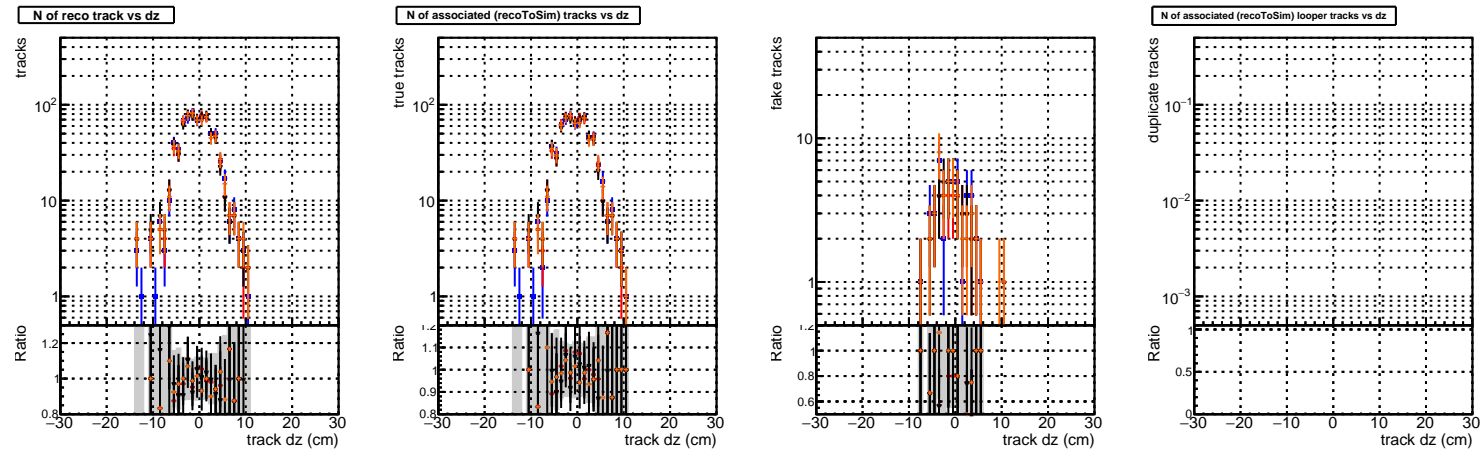 N of reco track vs dz
tracks
10²
10
1
Ratio
1.2
1
0.8
−30 −20 −10 0 10 20 30
track dz (cm)
N of associated (recoToSim) tracks vs dz
true tracks
10²
10
1
Ratio
1.2
1.1
1
0.9
0.8
−30 −20 −10 0 10 20 30
track dz (cm)
fake tracks
10
1
Ratio
1.2
1
0.8
0.6
−30 −20 −10 0 10 20 30
track dz (cm)
N of associated (recoToSim) looper tracks vs dz
duplicate tracks
10⁻¹
10⁻²
10⁻³
Ratio
1
0.5
0
−30 −20 −10 0 10 20 30
track dz (cm)